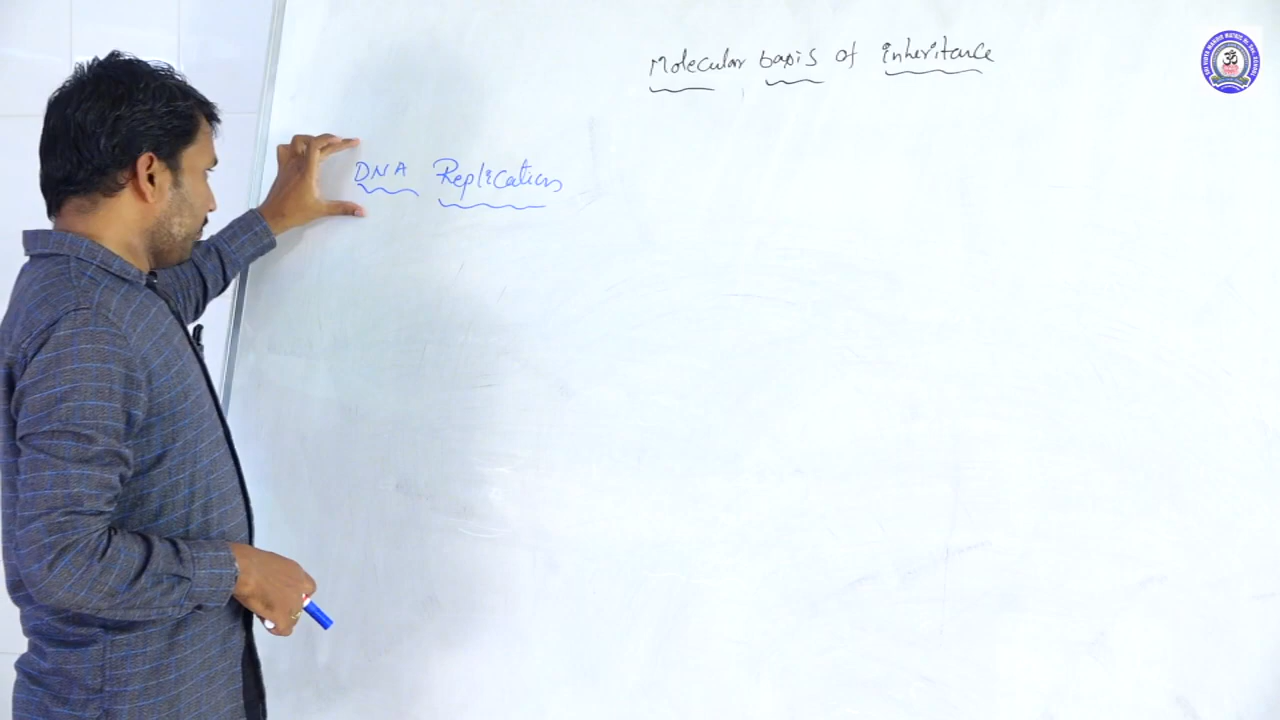 Molecular basis of inheritance
DNA Replication